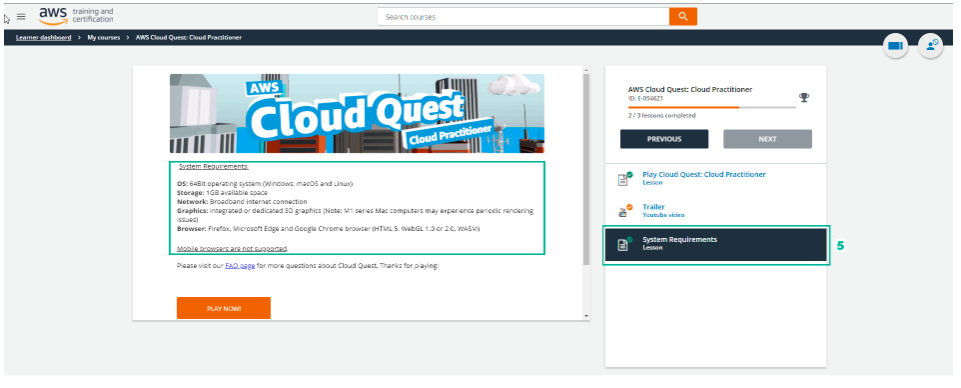 aws training and
certification
Search courses
Learner dashboard > My courses > AWS Cloud Quest: Cloud Practitioner
AWS
Cloud Quest
Cloud Practitioner
System Requirements:
OS: 64Bit operating system (Windows, macOS and Linux)
Storage: 1GB available space
Network: Broadband internet connection
Graphics: integrated or dedicated 3D graphics (Note: M1 series Mac computers may experience periodic rendering
issues)
Browser: Firefox, Microsoft Edge and Google Chrome browser (HTML 5, WebGL 1.0 or 2.0, WASM)
Mobile browsers are not supported.
Please visit our FAQ page for more questions about Cloud Quest. Thanks for playing!
PLAY NOW!
AWS Cloud Quest: Cloud Practitioner
ID: E-0546Z1
2 / 3 lessons completed
PREVIOUS
NEXT
Play Cloud Quest: Cloud Practitioner
Lesson
Trailer
Youtube video
System Requirements
Lesson
5